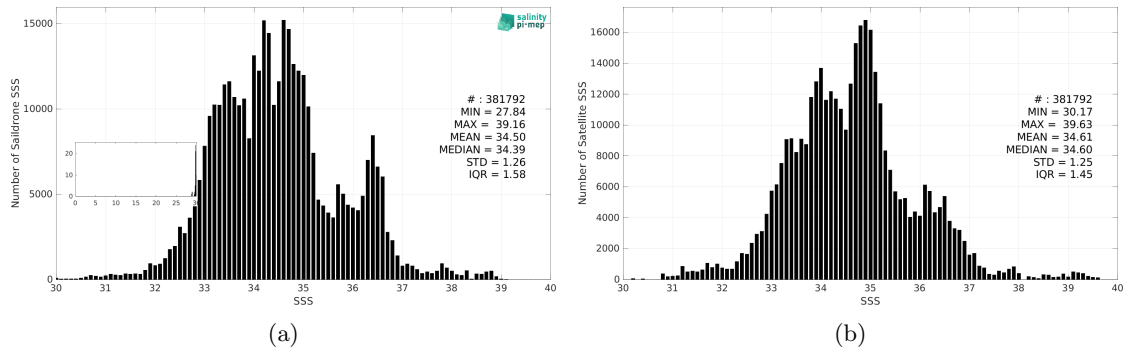 salinity
pi-mep
15000
10000
5000
0
Number of Saildrone SSS
# : 381792
MIN = 27.84
MAX = 39.16
MEAN = 34.50
MEDIAN = 34.39
STD = 1.26
IQR = 1.58
20
10
0
0 5 10 15 20 25 30
30 31 32 33 34 35 36 37 38 39 40
SSS
(a)
16000
14000
12000
10000
8000
6000
4000
2000
0
Number of Satellite SSS
# : 381792
MIN = 30.17
MAX = 39.63
MEAN = 34.61
MEDIAN = 34.60
STD = 1.25
IQR = 1.45
30 31 32 33 34 35 36 37 38 39 40
SSS
(b)